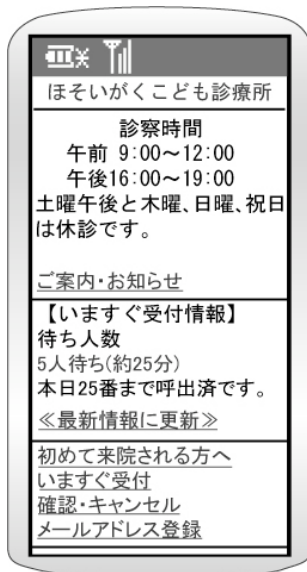 ほそいがくこども診療所
診察時間
午前 9:00～12:00
午後16:00～19:00
土曜午後と木曜、日曜、祝日
は休診です。
ご案内・お知らせ
【いますぐ受付情報】
待ち人数
5人待ち(約25分)
本日25番まで呼出済です。
≪最新情報に更新≫
初めて来院される方へ
いますぐ受付
確認・キャンセル
メールアドレス登録